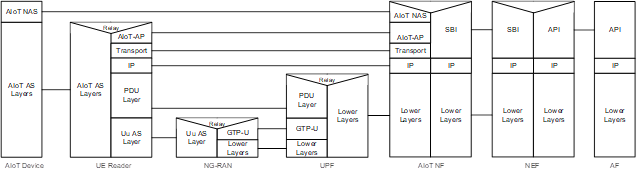 AIoT NAS
AIoT AS
Layers
AIoT Device
Relay
AIoT AS
Layers
AIoT-AP
Transport
IP
PDU
Layer
Uu AS
Layer
UE Reader
Relay
Uu AS
Layer
GTP-U
Lower
Layers
NG-RAN
Relay
PDU
Layer
GTP-U
Lower
Layers
Lower
Layers
UPF
AIoT NAS
AIoT-AP
Transport
IP
Lower
Layers
SBI
IP
Lower
Layers
AIoT NF
SBI
IP
Lower
Layers
API
IP
Lower
Layers
NEF
API
IP
Lower
Layers
AF